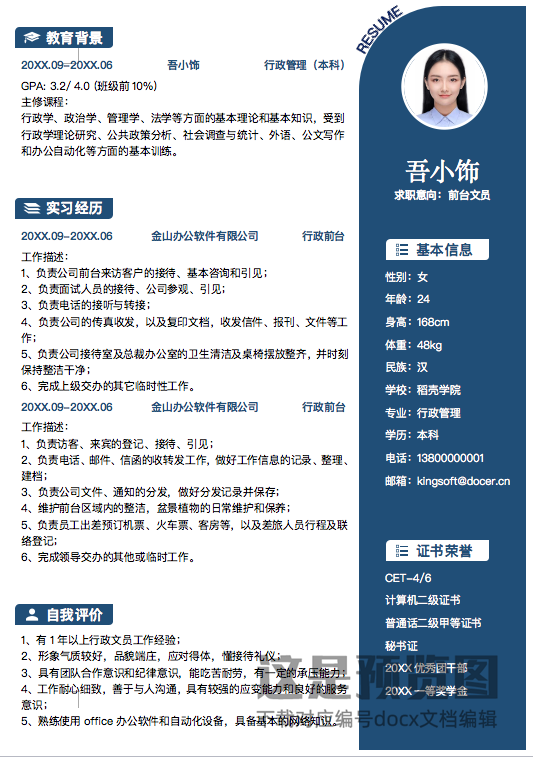 教育背景
20XX.09-20XX.06 吾小饰 行政管理（本科）
GPA: 3.2/ 4.0 (班级前10%)
主修课程：
行政学、政治学、管理学、法学等方面的基本理论和基本知识，受到
行政学理论研究、公共政策分析、社会调查与统计、外语、公文写作
和办公自动化等方面的基本训练。
实习经历
20XX.09-20XX.06 金山办公软件有限公司 行政前台
工作描述：
1、负责公司前台来访客户的接待、基本咨询和引见；
2、负责面试人员的接待、公司参观、引见；
3、负责电话的接听与转接；
4、负责公司的传真收发，以及复印文档，收发信件、报刊、文件等工
作；
5、负责公司接待室及总裁办公室的卫生清洁及桌椅摆放整齐，并时刻
保持整洁干净；
6、完成上级交办的其它临时性工作。
20XX.09-20XX.06 金山办公软件有限公司 行政前台
工作描述：
1、负责访客、来宾的登记、接待、引见；
2、负责电话、邮件、信函的收转发工作，做好工作信息的记录、整理、
建档；
3、负责公司文件、通知的分发，做好分发记录并保存；
4、维护前台区域内的整洁，盆景植物的日常维护和保养；
5、负责员工出差预订机票、火车票、客房等，以及差旅人员行程及联
络登记；
6、完成领导交办的其他或临时工作。
自我评价
1、有 1 年以上行政文员工作经验；
2、形象气质较好，品貌端庄，应对得体，懂接待礼仪；
3、具有团队合作意识和纪律意识，能吃苦耐劳，有一定的承压能力；
4、工作耐心细致，善于与人沟通，具有较强的应变能力和良好的服务
意识；
5、熟练使用 office 办公软件和自动化设备，具备基本的网络知识。
RESUME
吾小饰
求职意向：前台文员
基本信息
性别：女
年龄：24
身高：168cm
体重：48kg
民族：汉
学校：稻壳学院
专业：行政管理
学历：本科
电话：13800000001
邮箱：kingsoft@docer.cn
证书荣誉
CET-4/6
计算机二级证书
普通话二级甲等证书
秘书证
20XX 优秀团干部
20XX 一等奖学金
这是预览图
下载对应编号docx文档编辑